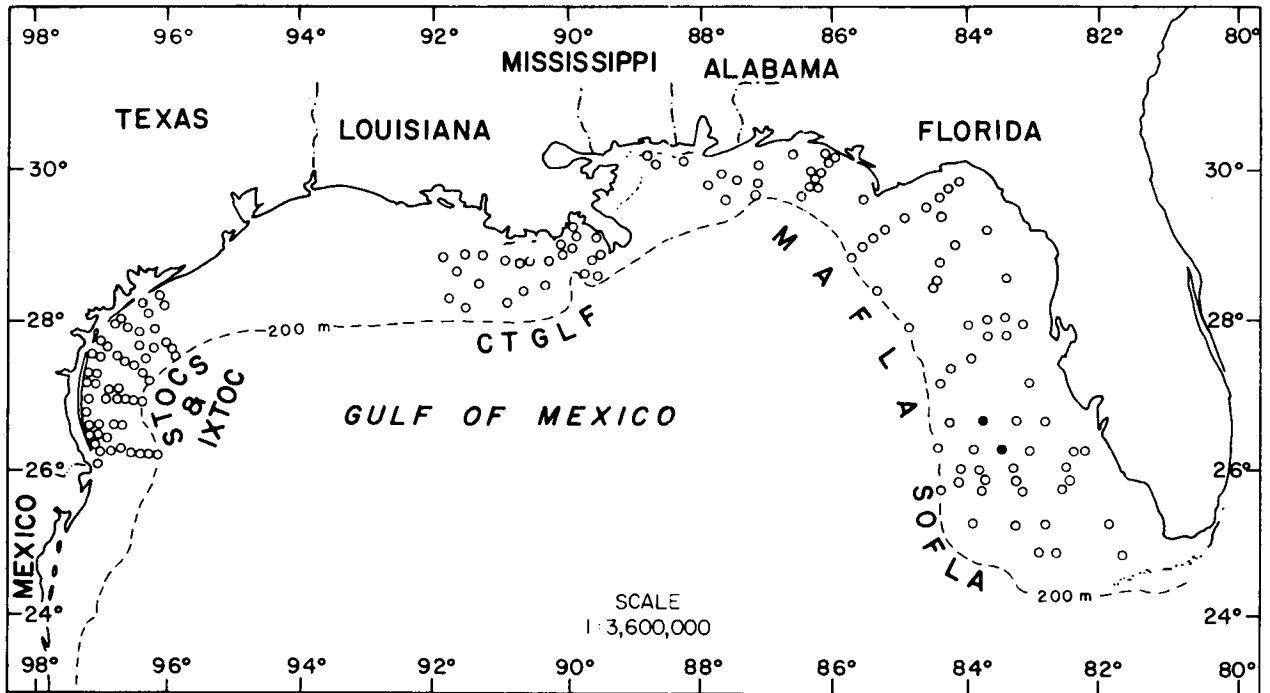 98° 96° 94° 92° 90° 88° 86° 84° 82° 80°
MISSISSIPPI ALABAMA
TEXAS LOUISIANA FLORIDA
30° 30°
28° 28°
200 m
CTGLF
MAFLA
STOCS
&
IXTOC
GULF OF MEXICO
26° 26°
MEXICO
SOFLA
200 m
SCALE
1:3,600,000
24° 24°
98° 96° 94° 92° 90° 88° 86° 84° 82° 80°